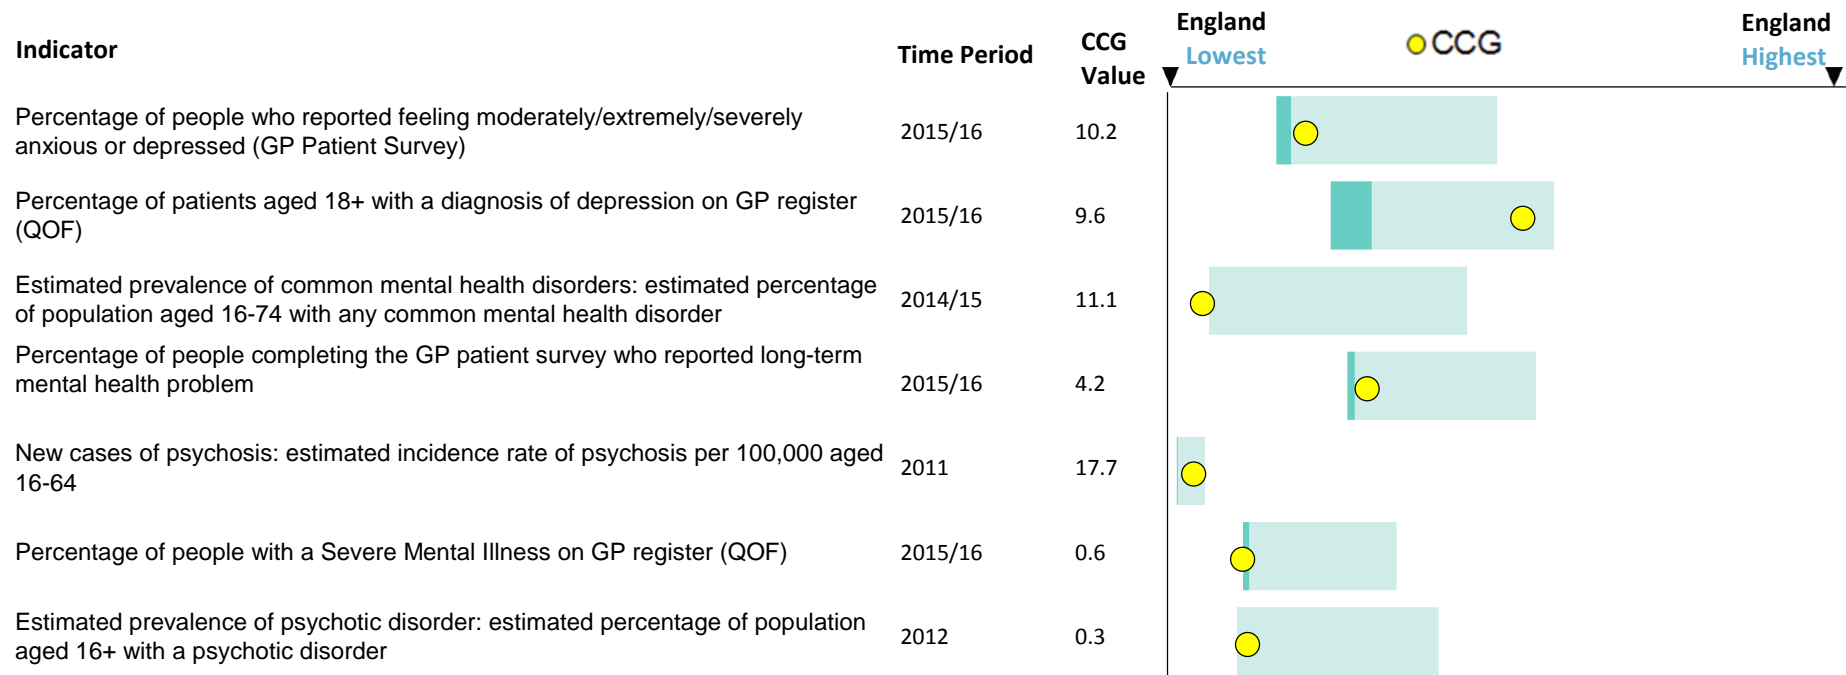 Indicator
Time Period
CCG
Value
England
Lowest
CCG
England
Highest
Percentage of people who reported feeling moderately/extremely/severely
anxious or depressed (GP Patient Survey)
2015/16
10.2
Percentage of patients aged 18+ with a diagnosis of depression on GP register
(QOF)
2015/16
9.6
Estimated prevalence of common mental health disorders: estimated percentage
of population aged 16-74 with any common mental health disorder
2014/15
11.1
Percentage of people completing the GP patient survey who reported long-term
mental health problem
2015/16
4.2
New cases of psychosis: estimated incidence rate of psychosis per 100,000 aged
16-64
2011
17.7
Percentage of people with a Severe Mental Illness on GP register (QOF)
2015/16
0.6
Estimated prevalence of psychotic disorder: estimated percentage of population
aged 16+ with a psychotic disorder
2012
0.3